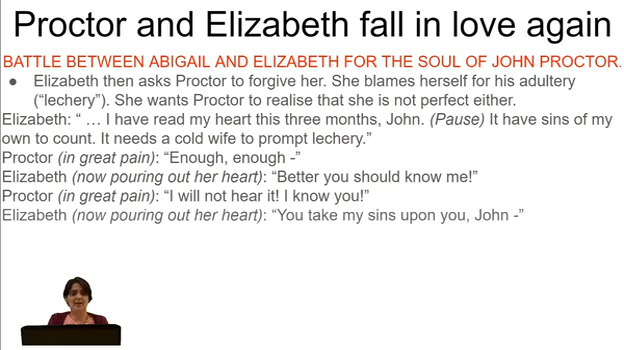 Proctor and Elizabeth fall in love again
BATTLE BETWEEN ABIGAIL AND ELIZABETH FOR THE SOUL OF JOHN PROCTOR.
● Elizabeth then asks Proctor to forgive her. She blames herself for his adultery
(“lechery”). She wants Proctor to realise that she is not perfect either.
Elizabeth: “ … I have read my heart this three months, John. (Pause) It have sins of my
own to count. It needs a cold wife to prompt lechery.”
Proctor (in great pain): “Enough, enough -”
Elizabeth (now pouring out her heart): “Better you should know me!”
Proctor (in great pain): “I will not hear it! I know you!”
Elizabeth (now pouring out her heart): “You take my sins upon you, John -”